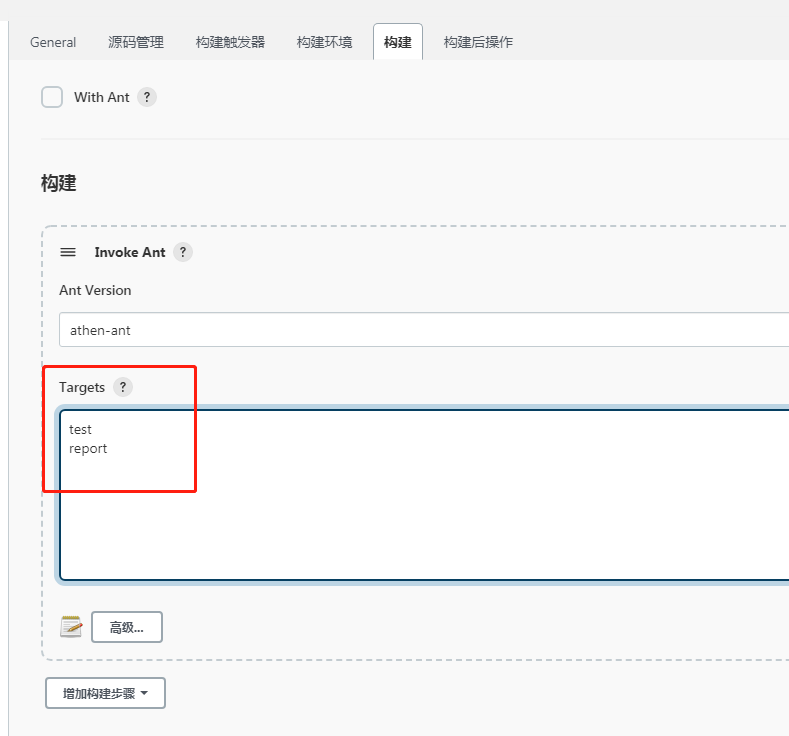 General 源码管理 构建触发器 构建环境 构建 构建后操作
With Ant ?
构建
Invoke Ant ?
Ant Version
athen-ant
Targets ?
test
report
高级...
增加构建步骤